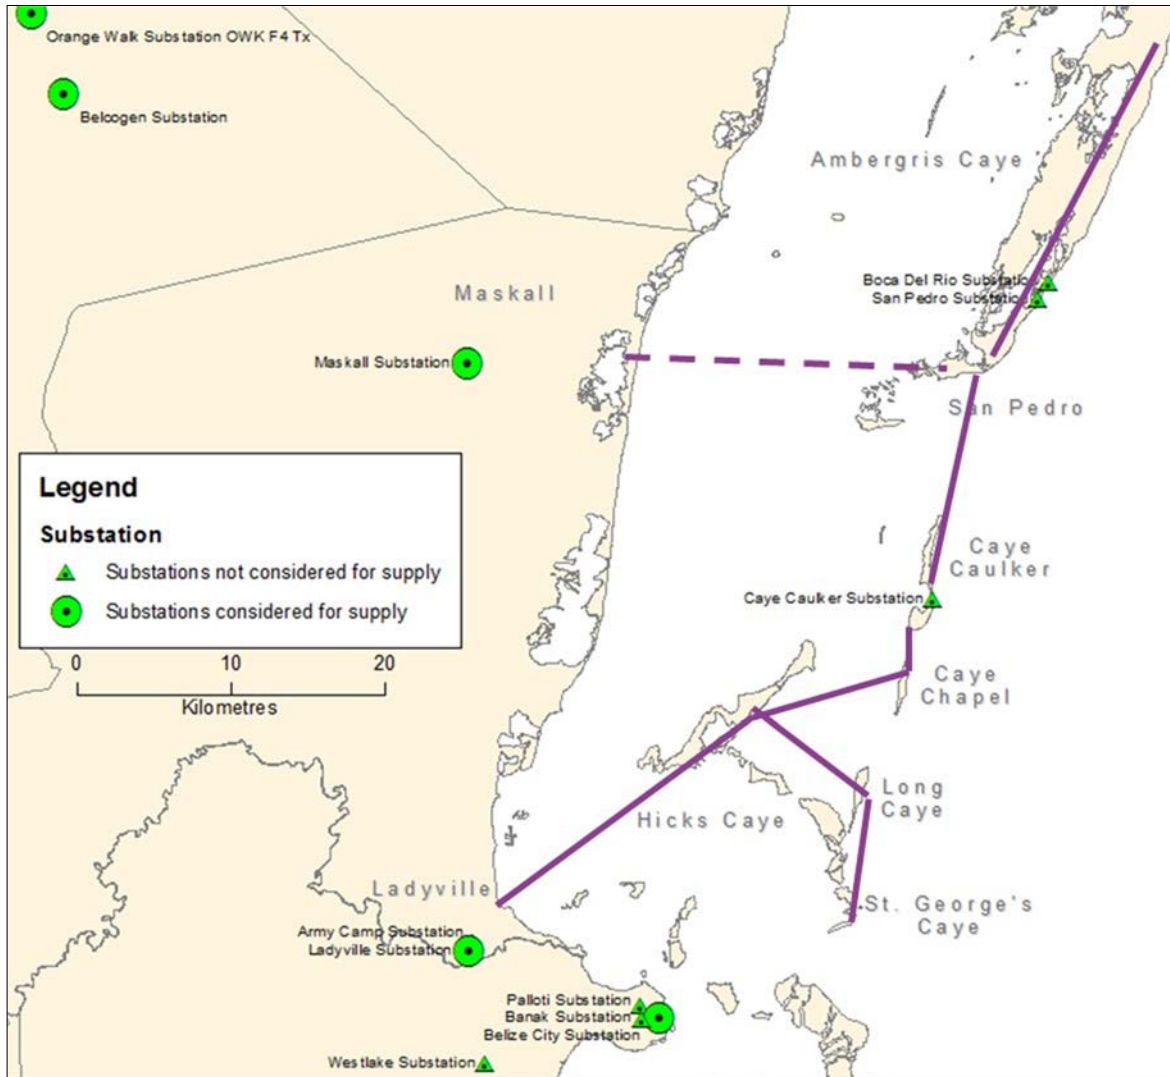 Orange Walk Substation OWK F4 Tx
Belcogen Substation
Ambergris Caye
Boca Del Rio Substatio
San Pedro Substation
Maskall
Maskall Substation
San Pedro
Legend
Substation
Substations not considered for supply
Substations considered for supply
0 10 20
Kilometres
Caye
Caulker
Caye Caulker Substation
Caye
Chapel
Long
Caye
Hicks Caye
St. George's
Caye
Ladyville
Army Camp Substation
Ladyville Substation
Palloti Substation
Banak Substation
Belize City Substation
Westlake Substation